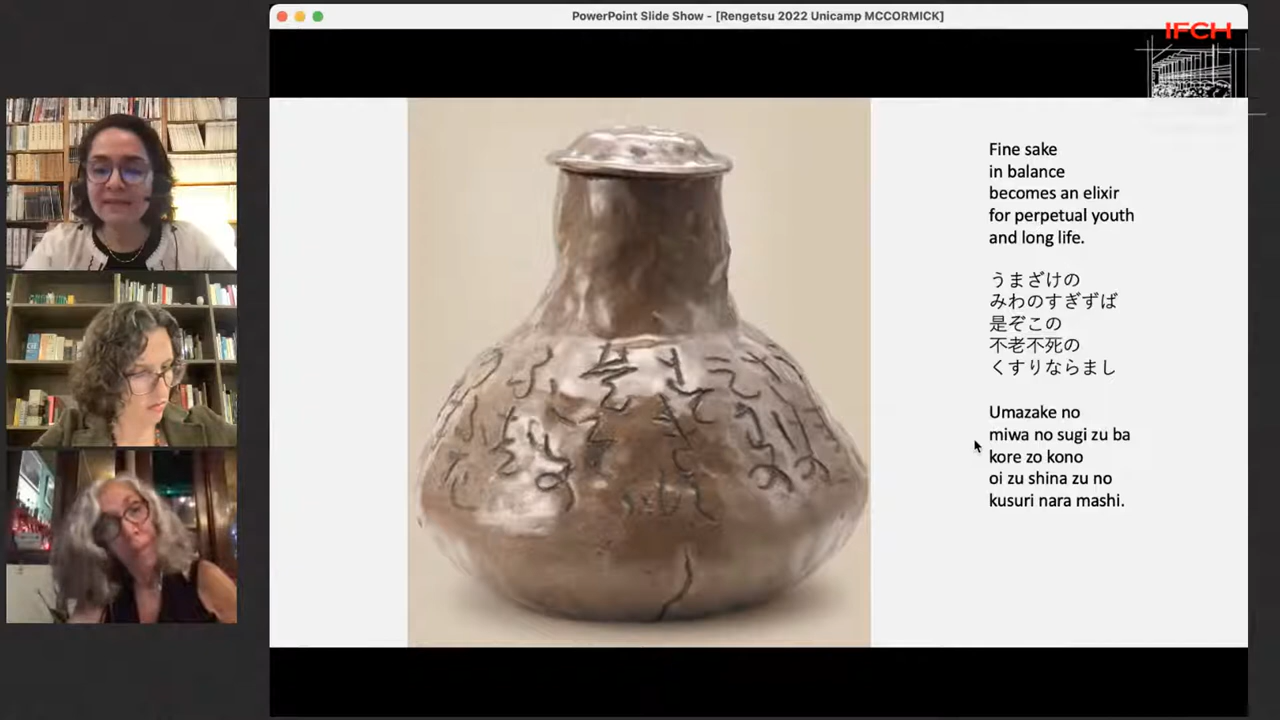 PowerPoint Slide Show - [Rengetsu 2022 Unicamp MCCORMICK]
IFCH
Fine sake
in balance
becomes an elixir
for perpetual youth
and long life.
うまざけの
みわのすぎずば
是ぞこの
不老不死の
くすりならまし
Umazake no
miwa no sugi zu ba
kore zo kono
oi zu shina zu no
kusuri nara mashi.